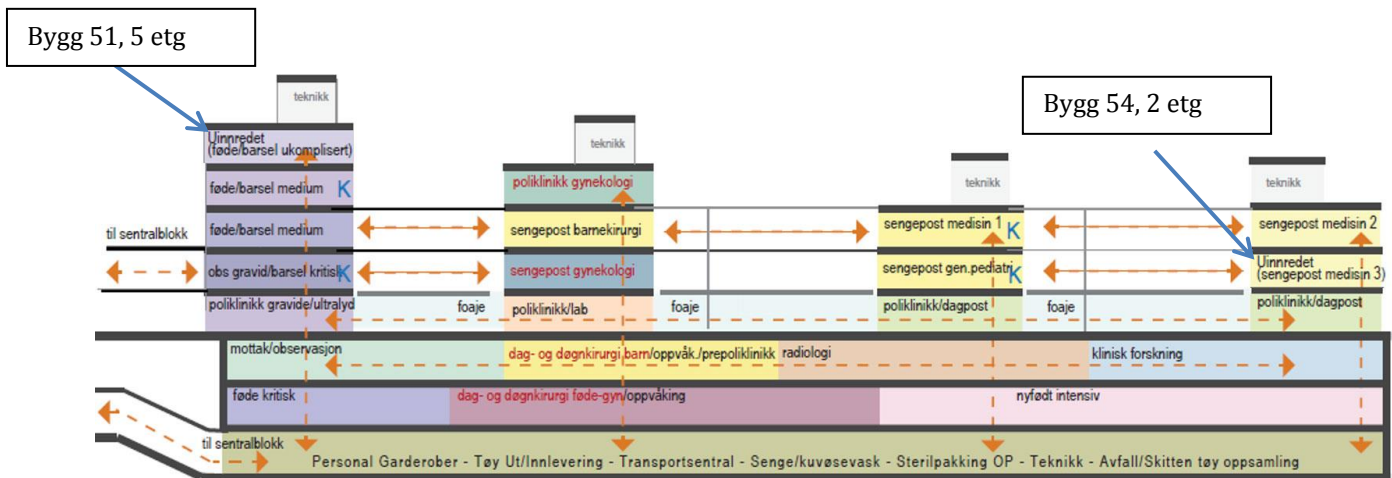 Bygg 51, 5 etg
Bygg 54, 2 etg
teknikk
teknikk
teknikk
teknikk
Uinnredet
(føde/barsel ukomplisert)
føde/barsel medium K
poliklinikk gynekologi
til sentralblokk
føde/barsel medium
sengepost barnekirurgi
sengepost medisin 1 K
sengepost medisin 2
obs gravid/barsel kritisk K
sengepost gynekologi
sengepost gen.pediatri K
Uinnredet
(sengepost medisin 3)
poliklinikk gravide/ultralyd
foaje
poliklinikk/lab
foaje
poliklinikk/dagpost
foaje
poliklinikk/dagpost
mottak/observasjon
dag- og døgnkirurgi barn/oppvåk./prepoliklinikk
radiologi
klinisk forskning
føde kritisk
dag- og døgnkirurgi føde-gyn/oppvåking
nyfødt intensiv
til sentralblokk
Personal Garderober - Tøy Ut/Innlevering - Transportsentral - Senge/kuvøsevask - Sterilpakking OP - Teknikk - Avfall/Skitten tøy oppsamling